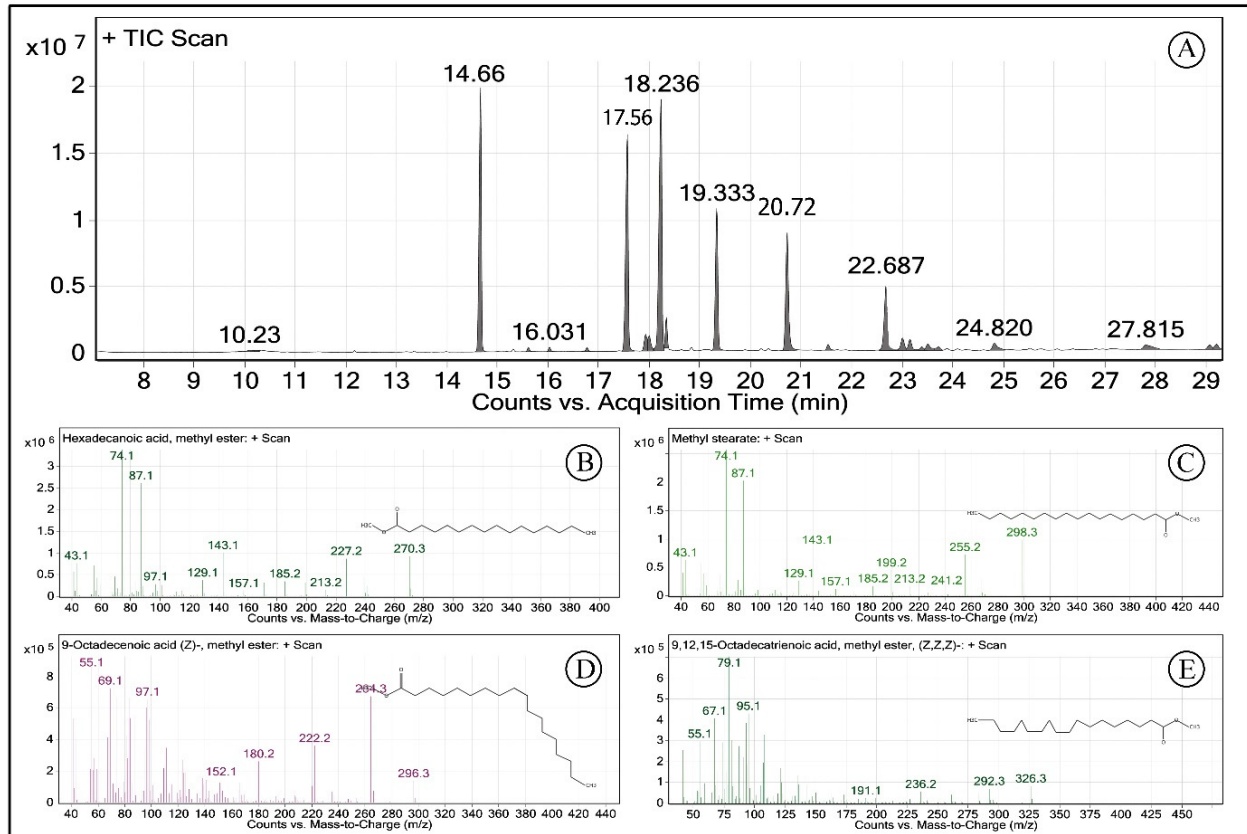 x10 7
+ TIC Scan
A
14.66
18.236
17.56
19.333
20.72
22.687
10.23
16.031
24.820
27.815
2
1.5
1
0.5
0
8 9 10 11 12 13 14 15 16 17 18 19 20 21 22 23 24 25 26 27 28 29
Counts vs. Acquisition Time (min)
x10 6
Hexadecanoic acid, methyl ester: + Scan
B
74.1
87.1
43.1
97.1
129.1
143.1
157.1
185.2
213.2
227.2
270.3
H3C
O
CH3
3
2.5
2
1.5
1
0.5
0
40 60 80 100 120 140 160 180 200 220 240 260 280 300 320 340 360 380 400
Counts vs. Mass-to-Charge (m/z)
x10 6
Methyl stearate: + Scan
C
74.1
87.1
43.1
129.1
143.1
157.1
185.2
199.2
213.2
241.2
255.2
298.3
H3C
CH3
O
2
1.5
1
0.5
0
40 60 80 100 120 140 160 180 200 220 240 260 280 300 320 340 360 380 400 420 440
Counts vs. Mass-to-Charge (m/z)
x10 5
9-Octadecenoic acid (Z)-, methyl ester: + Scan
D
55.1
69.1
97.1
152.1
180.2
222.2
264.3
296.3
O
CH3
8
6
4
2
0
40 60 80 100 120 140 160 180 200 220 240 260 280 300 320 340 360 380 400
Counts vs. Mass-to-Charge (m/z)
x10 5
9,12,15-Octadecatrienoic acid, methyl ester, (Z,Z,Z)-: + Scan
E
79.1
67.1
55.1
95.1
191.1
236.2
292.3
326.3
H3C
CH3
O
6
5
4
3
2
1
0
50 75 100 125 150 175 200 225 250 275 300 325 350 375 400 425 450
Counts vs. Mass-to-Charge (m/z)